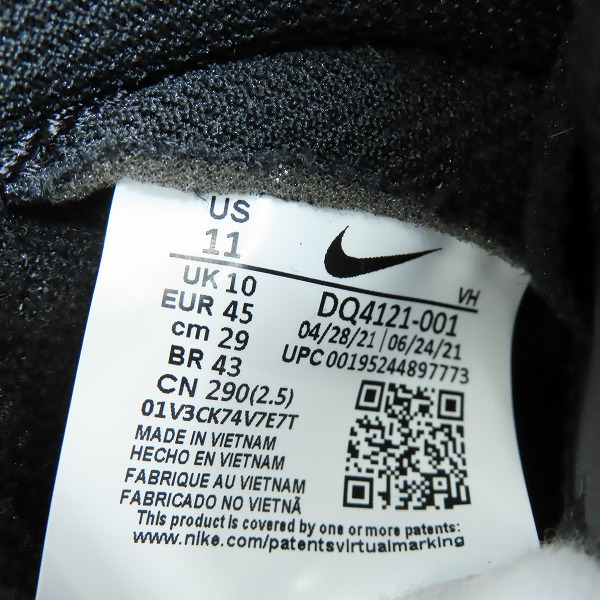 US
11
UK 10
EUR 45
cm 29
BR 43
CN 290(2.5)
01V3CK74V7E7T
VH
DQ4121-001
04/28/21 | 06/24/21
UPC 00195244897773
MADE IN VIETNAM
HECHO EN VIETNAM
FABRIQUE AU VIETNAM
FABRICADO NO VIETNÃ
This product is covered by one or more patents:
www.nike.com/patentsvirtualmarking